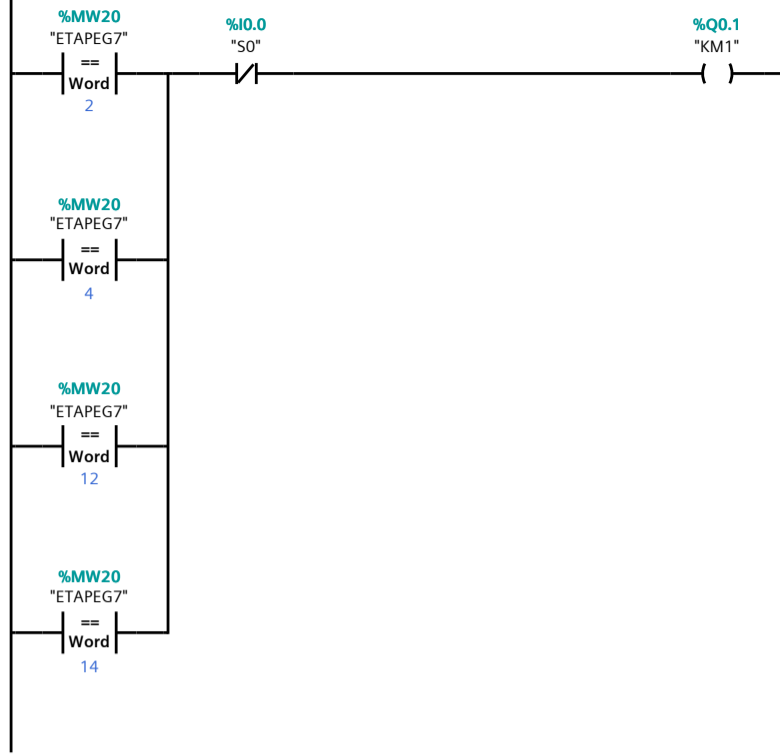 %MW20
"ETAPEG7"
==
Word
2
%I0.0
"S0"
%Q0.1
"KM1"
%MW20
"ETAPEG7"
==
Word
4
%MW20
"ETAPEG7"
==
Word
12
%MW20
"ETAPEG7"
==
Word
14